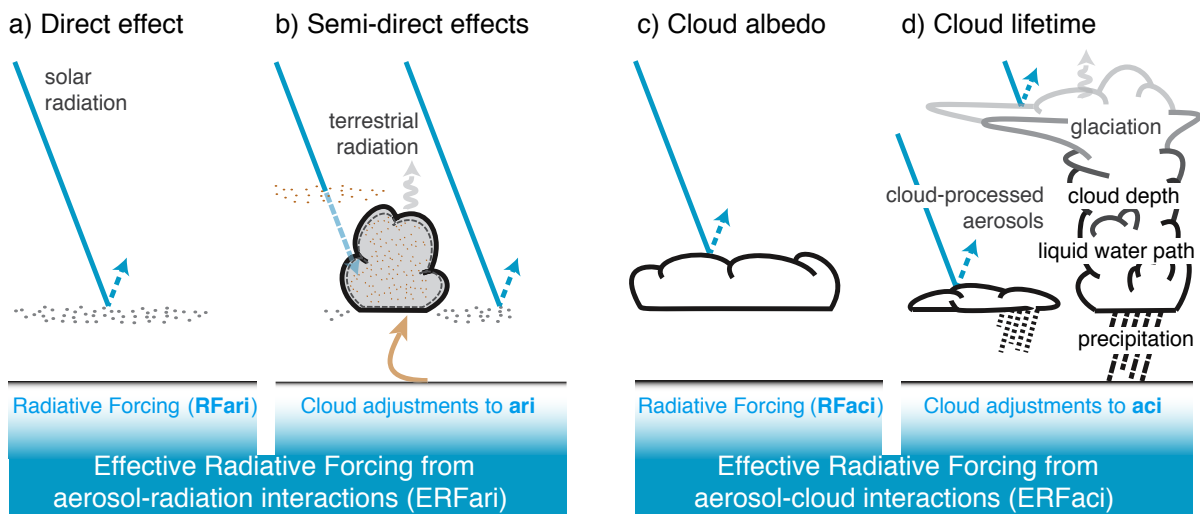 a) Direct effect
solar
radiation
b) Semi-direct effects
terrestrial
radiation
c) Cloud albedo
d) Cloud lifetime
glaciation
cloud-processed
aerosols
cloud depth
liquid water path
precipitation
Radiative Forcing (RFari)
Cloud adjustments to ari
Effective Radiative Forcing from
aerosol-radiation interactions (ERFari)
Radiative Forcing (RFaci)
Cloud adjustments to aci
Effective Radiative Forcing from
aerosol-cloud interactions (ERFaci)